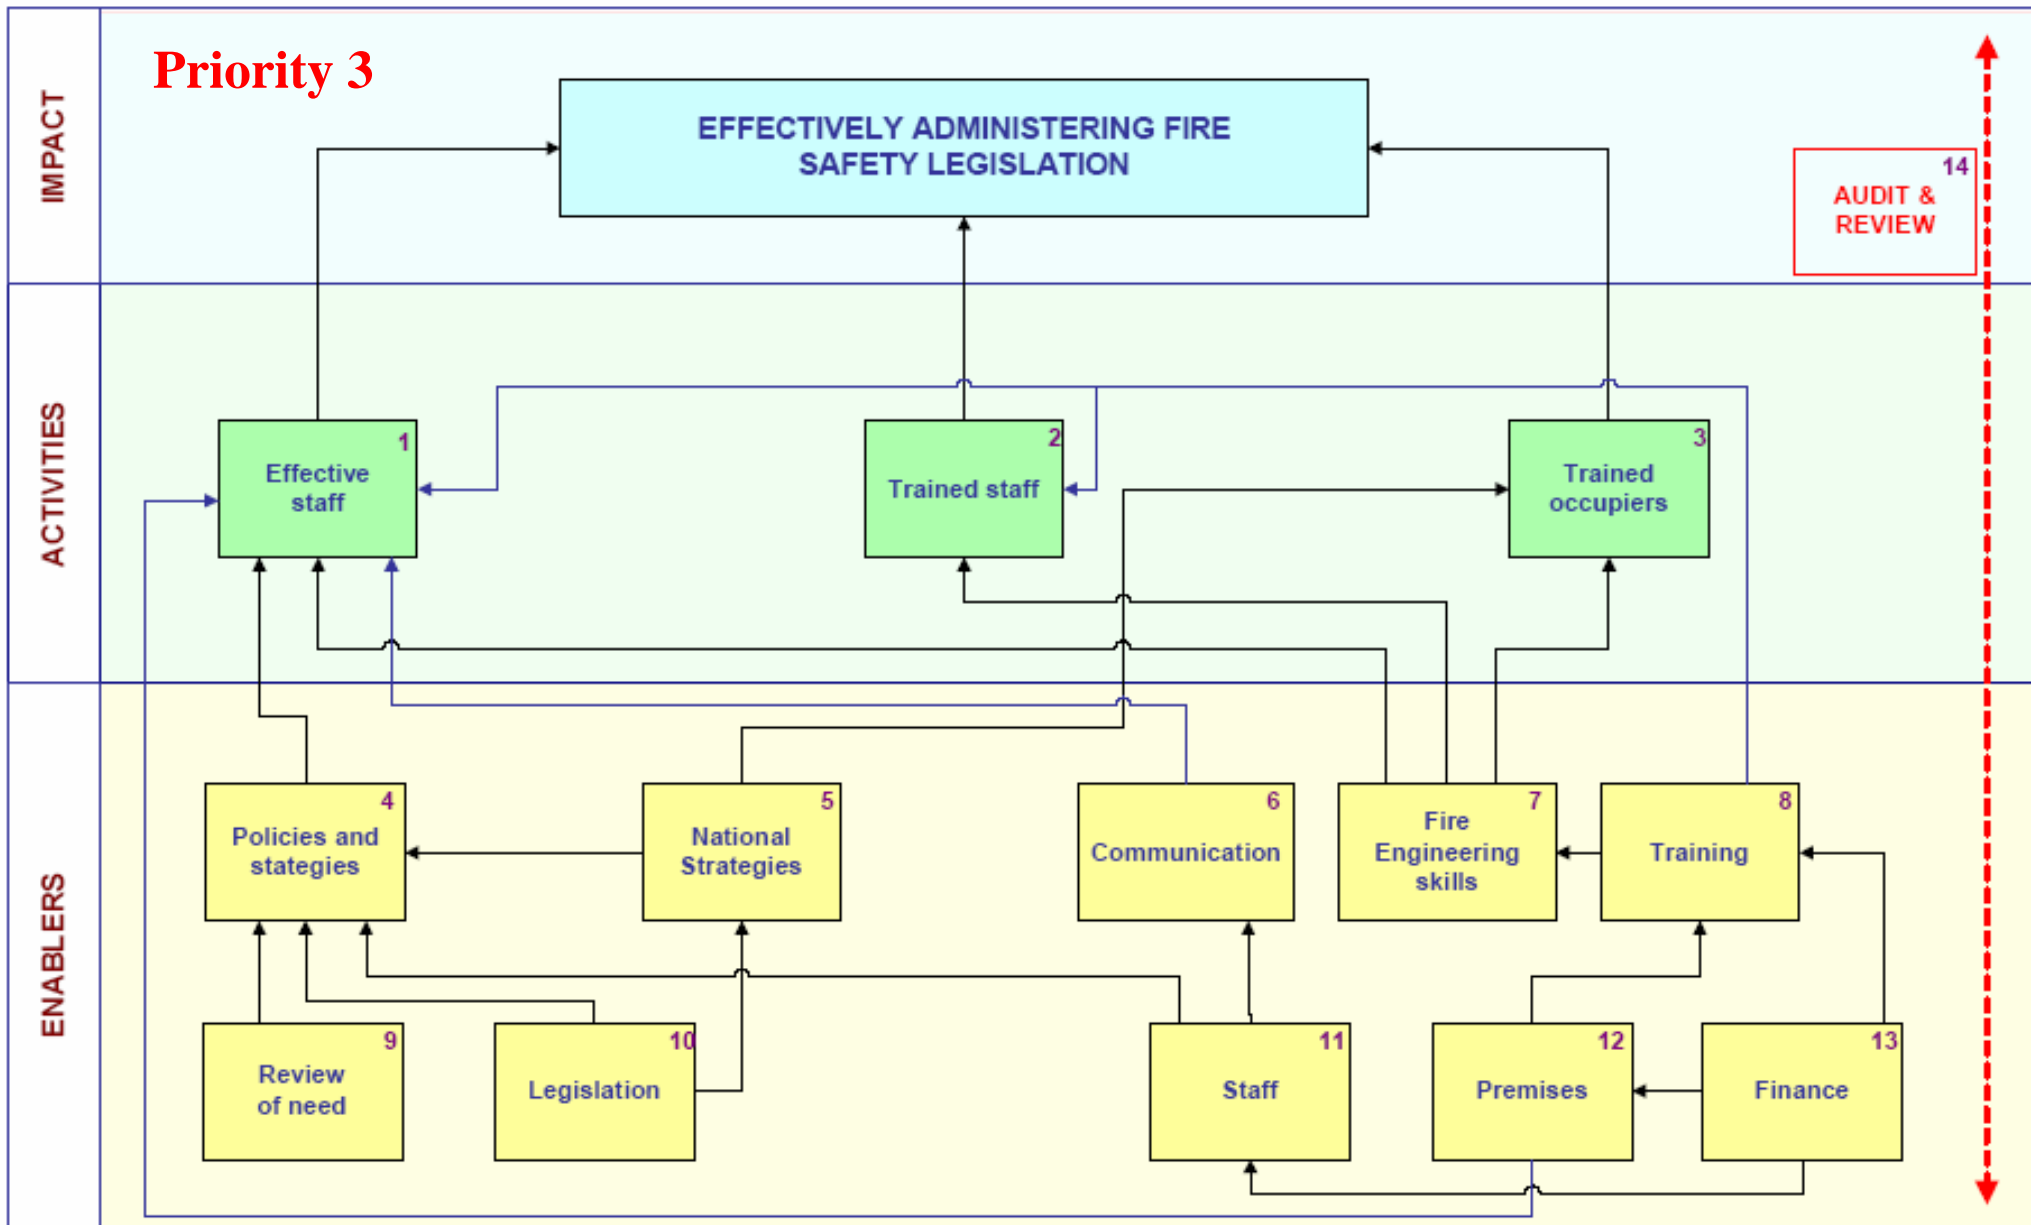 Priority 3
IMPACT
EFFECTIVELY ADMINISTERING FIRE
SAFETY LEGISLATION
14
AUDIT &
REVIEW
ACTIVITIES
1
Effective
staff
2
Trained staff
3
Trained
occupiers
ENABLERS
4
Policies and
stategies
5
National
Strategies
6
Communication
7
Fire
Engineering
skills
8
Training
9
Review
of need
10
Legislation
11
Staff
12
Premises
13
Finance